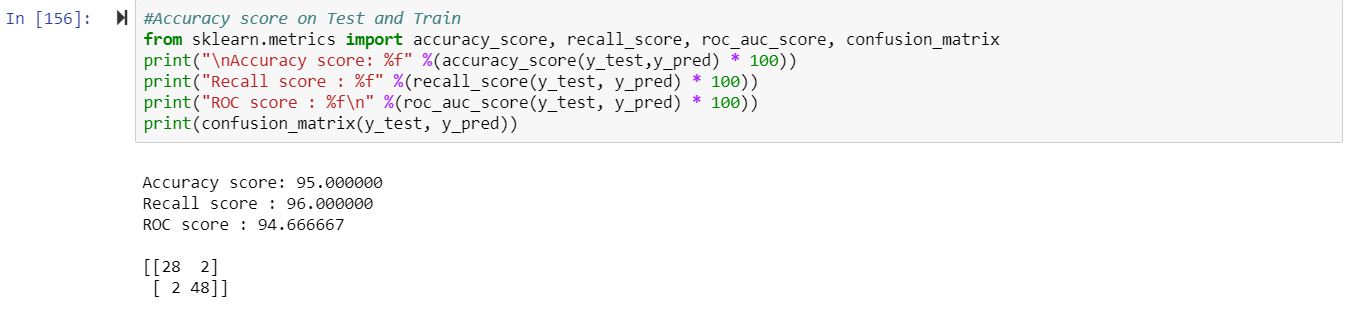 In [156]:
#Accuracy score on Test and Train
from sklearn.metrics import accuracy_score, recall_score, roc_auc_score, confusion_matrix
print("\nAccuracy score: %f" %(accuracy_score(y_test,y_pred) * 100))
print("Recall score : %f" %(recall_score(y_test, y_pred) * 100))
print("ROC score : %f\n" %(roc_auc_score(y_test, y_pred) * 100))
print(confusion_matrix(y_test, y_pred))
Accuracy score: 95.000000
Recall score : 96.000000
ROC score : 94.666667
[[28  2]
 [ 2 48]]